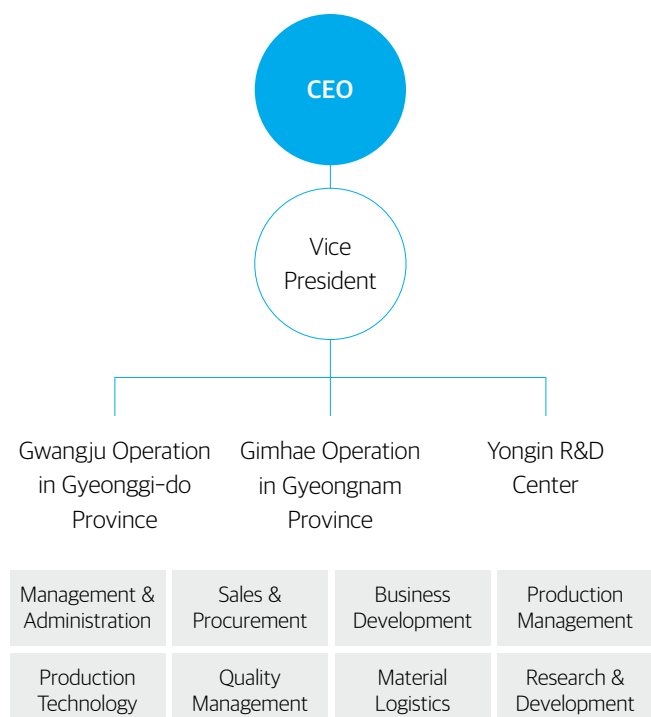 CEO
Vice
President
Gwangju Operation
in Gyeonggi-do
Province
Gimhae Operation
in Gyeongnam
Province
Yongin R&D
Center
Management &
Administration
Sales &
Procurement
Business
Development
Production
Management
Production
Technology
Quality
Management
Material
Logistics
Research &
Development